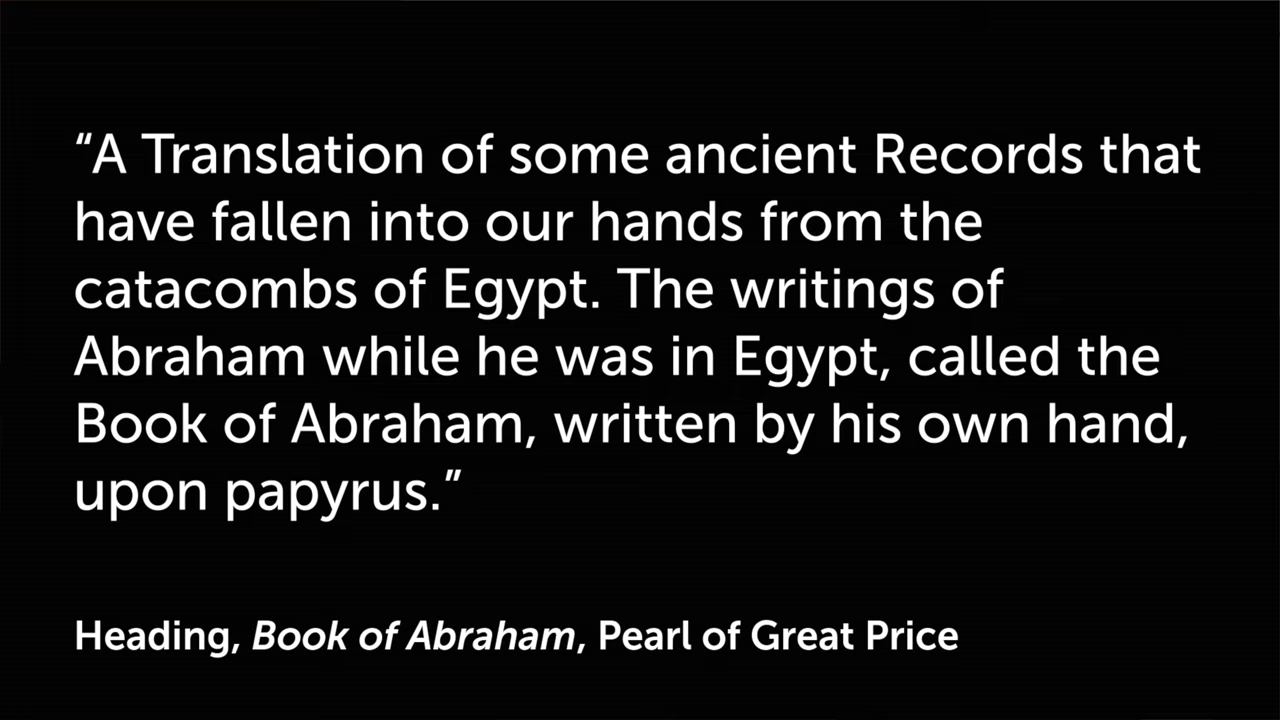 “A Translation of some ancient Records that
have fallen into our hands from the
catacombs of Egypt. The writings of
Abraham while he was in Egypt, called the
Book of Abraham, written by his own hand,
upon papyrus.”
Heading, Book of Abraham, Pearl of Great Price